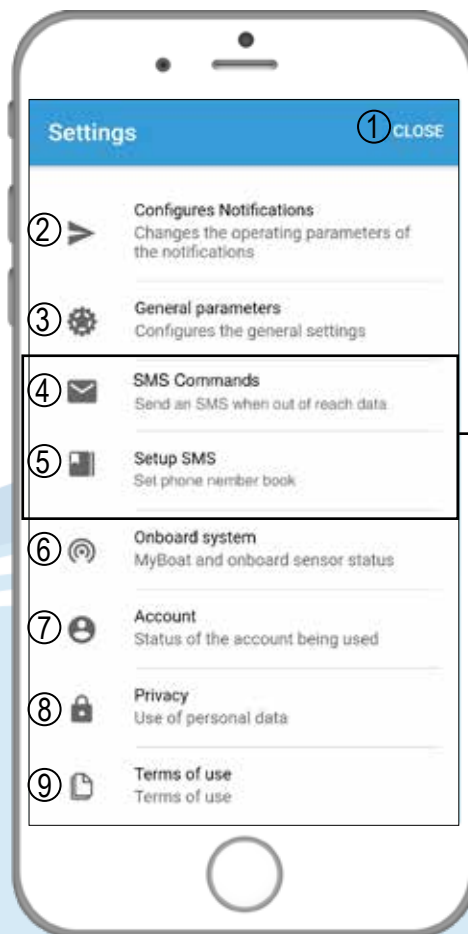 Settings
① CLOSE
② Configures Notifications
Changes the operating parameters of
the notifications
③ General parameters
Configures the general settings
④ SMS Commands
Send an SMS when out of reach data
⑤ Setup SMS
Set phone nember book
⑥ Onboard system
MyBoat and onboard sensor status
⑦ Account
Status of the account being used
⑧ Privacy
Use of personal data
⑨ Terms of use
Terms of use